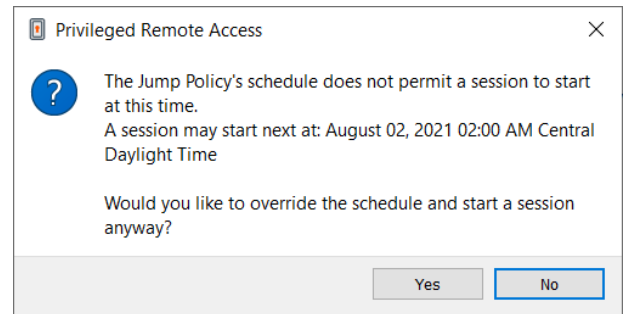 Privileged Remote Access
The Jump Policy's schedule does not permit a session to start
at this time.
A session may start next at: August 02, 2021 02:00 AM Central
Daylight Time
Would you like to override the schedule and start a session
anyway?
Yes No